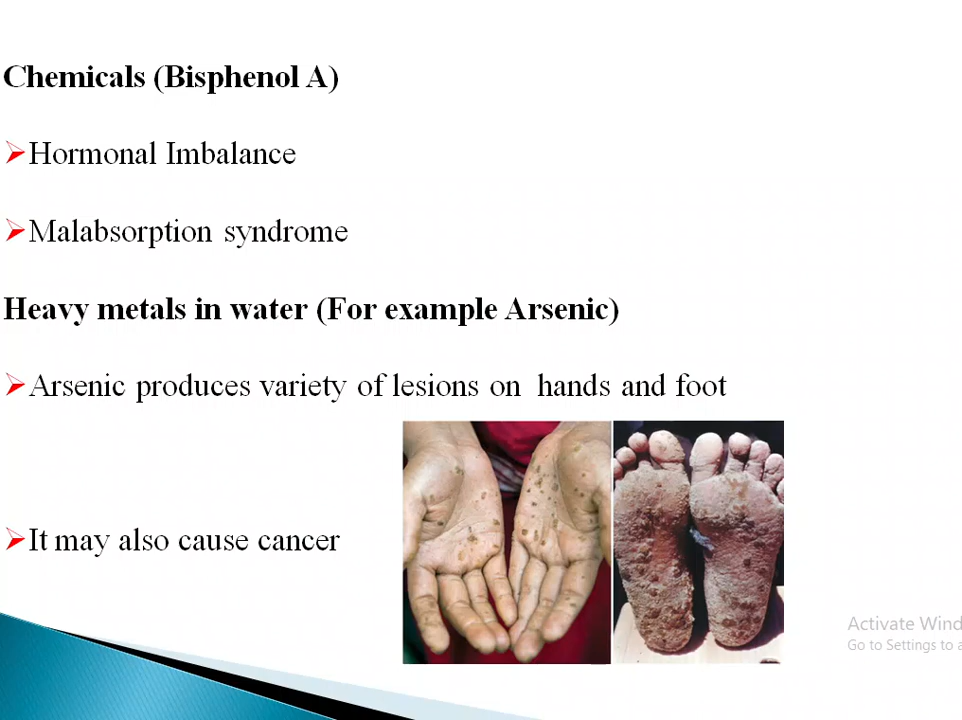 Chemicals (Bisphenol A)
Hormonal Imbalance
Malabsorption syndrome
Heavy metals in water (For example Arsenic)
Arsenic produces variety of lesions on hands and foot
It may also cause cancer
Activate Wind
Go to Settings to a